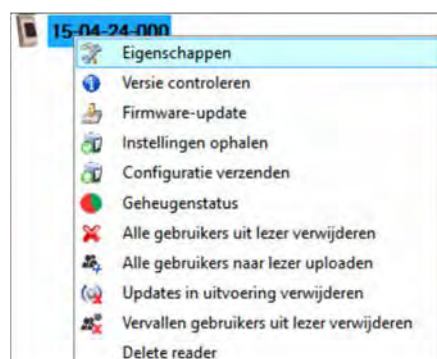 15-04-24-000
Eigenschappen
Versie controleren
Firmware-update
Instellingen ophalen
Configuratie verzenden
Geheugenstatus
Alle gebruikers uit lezer verwijderen
Alle gebruikers naar lezer uploaden
Updates in uitvoering verwijderen
Vervallen gebruikers uit lezer verwijderen
Delete reader